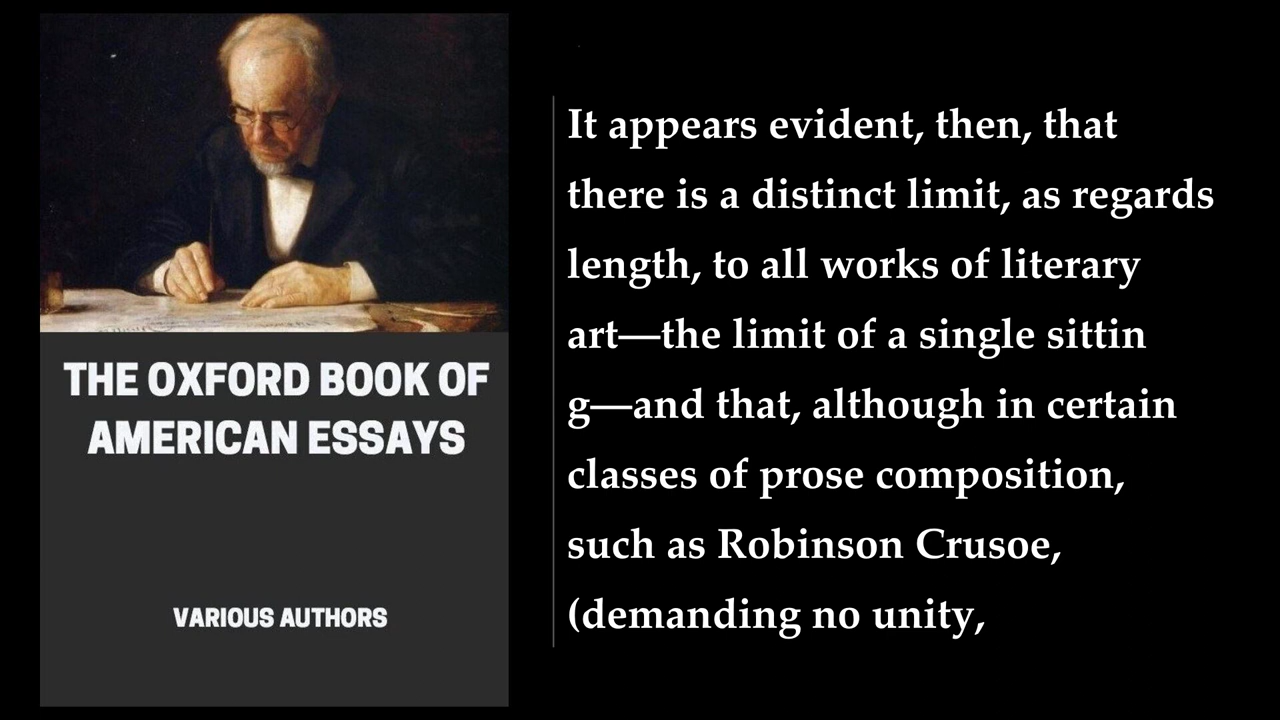 THE OXFORD BOOK OF
AMERICAN ESSAYS
VARIOUS AUTHORS
It appears evident, then, that
there is a distinct limit, as regards
length, to all works of literary
art—the limit of a single sittin
g—and that, although in certain
classes of prose composition,
such as Robinson Crusoe,
(demanding no unity,